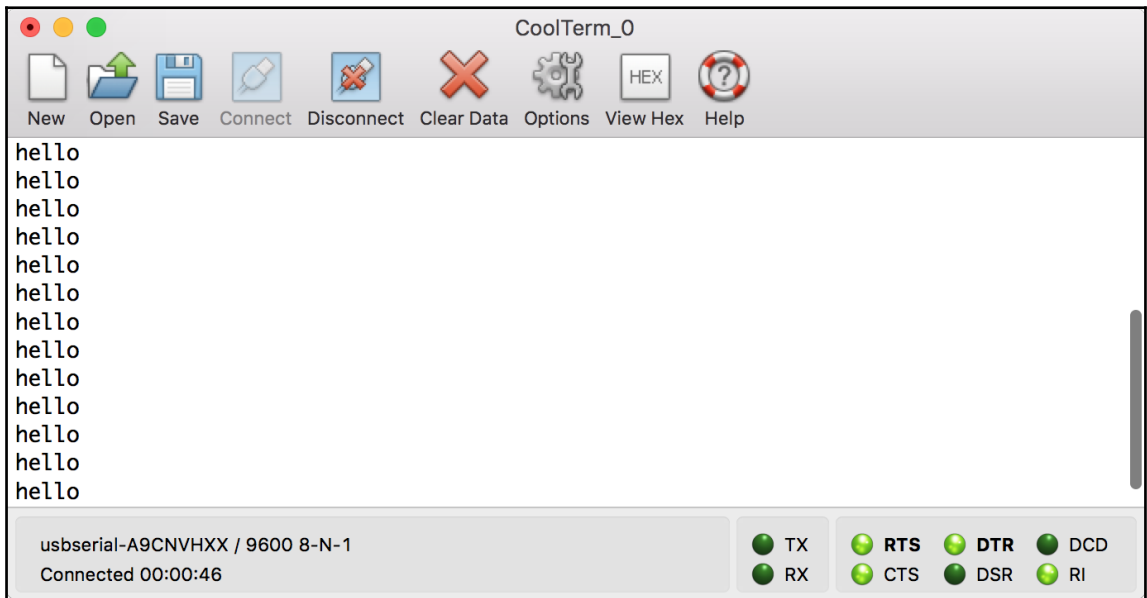 CoolTerm_0
HEX
New Open Save Connect Disconnect Clear Data Options View Hex Help
hello
hello
hello
hello
hello
hello
hello
hello
hello
hello
hello
hello
hello
usbserial-A9CNVHXX / 9600 8-N-1
Connected 00:00:46
TX RTS DTR DCD
RX CTS DSR RI